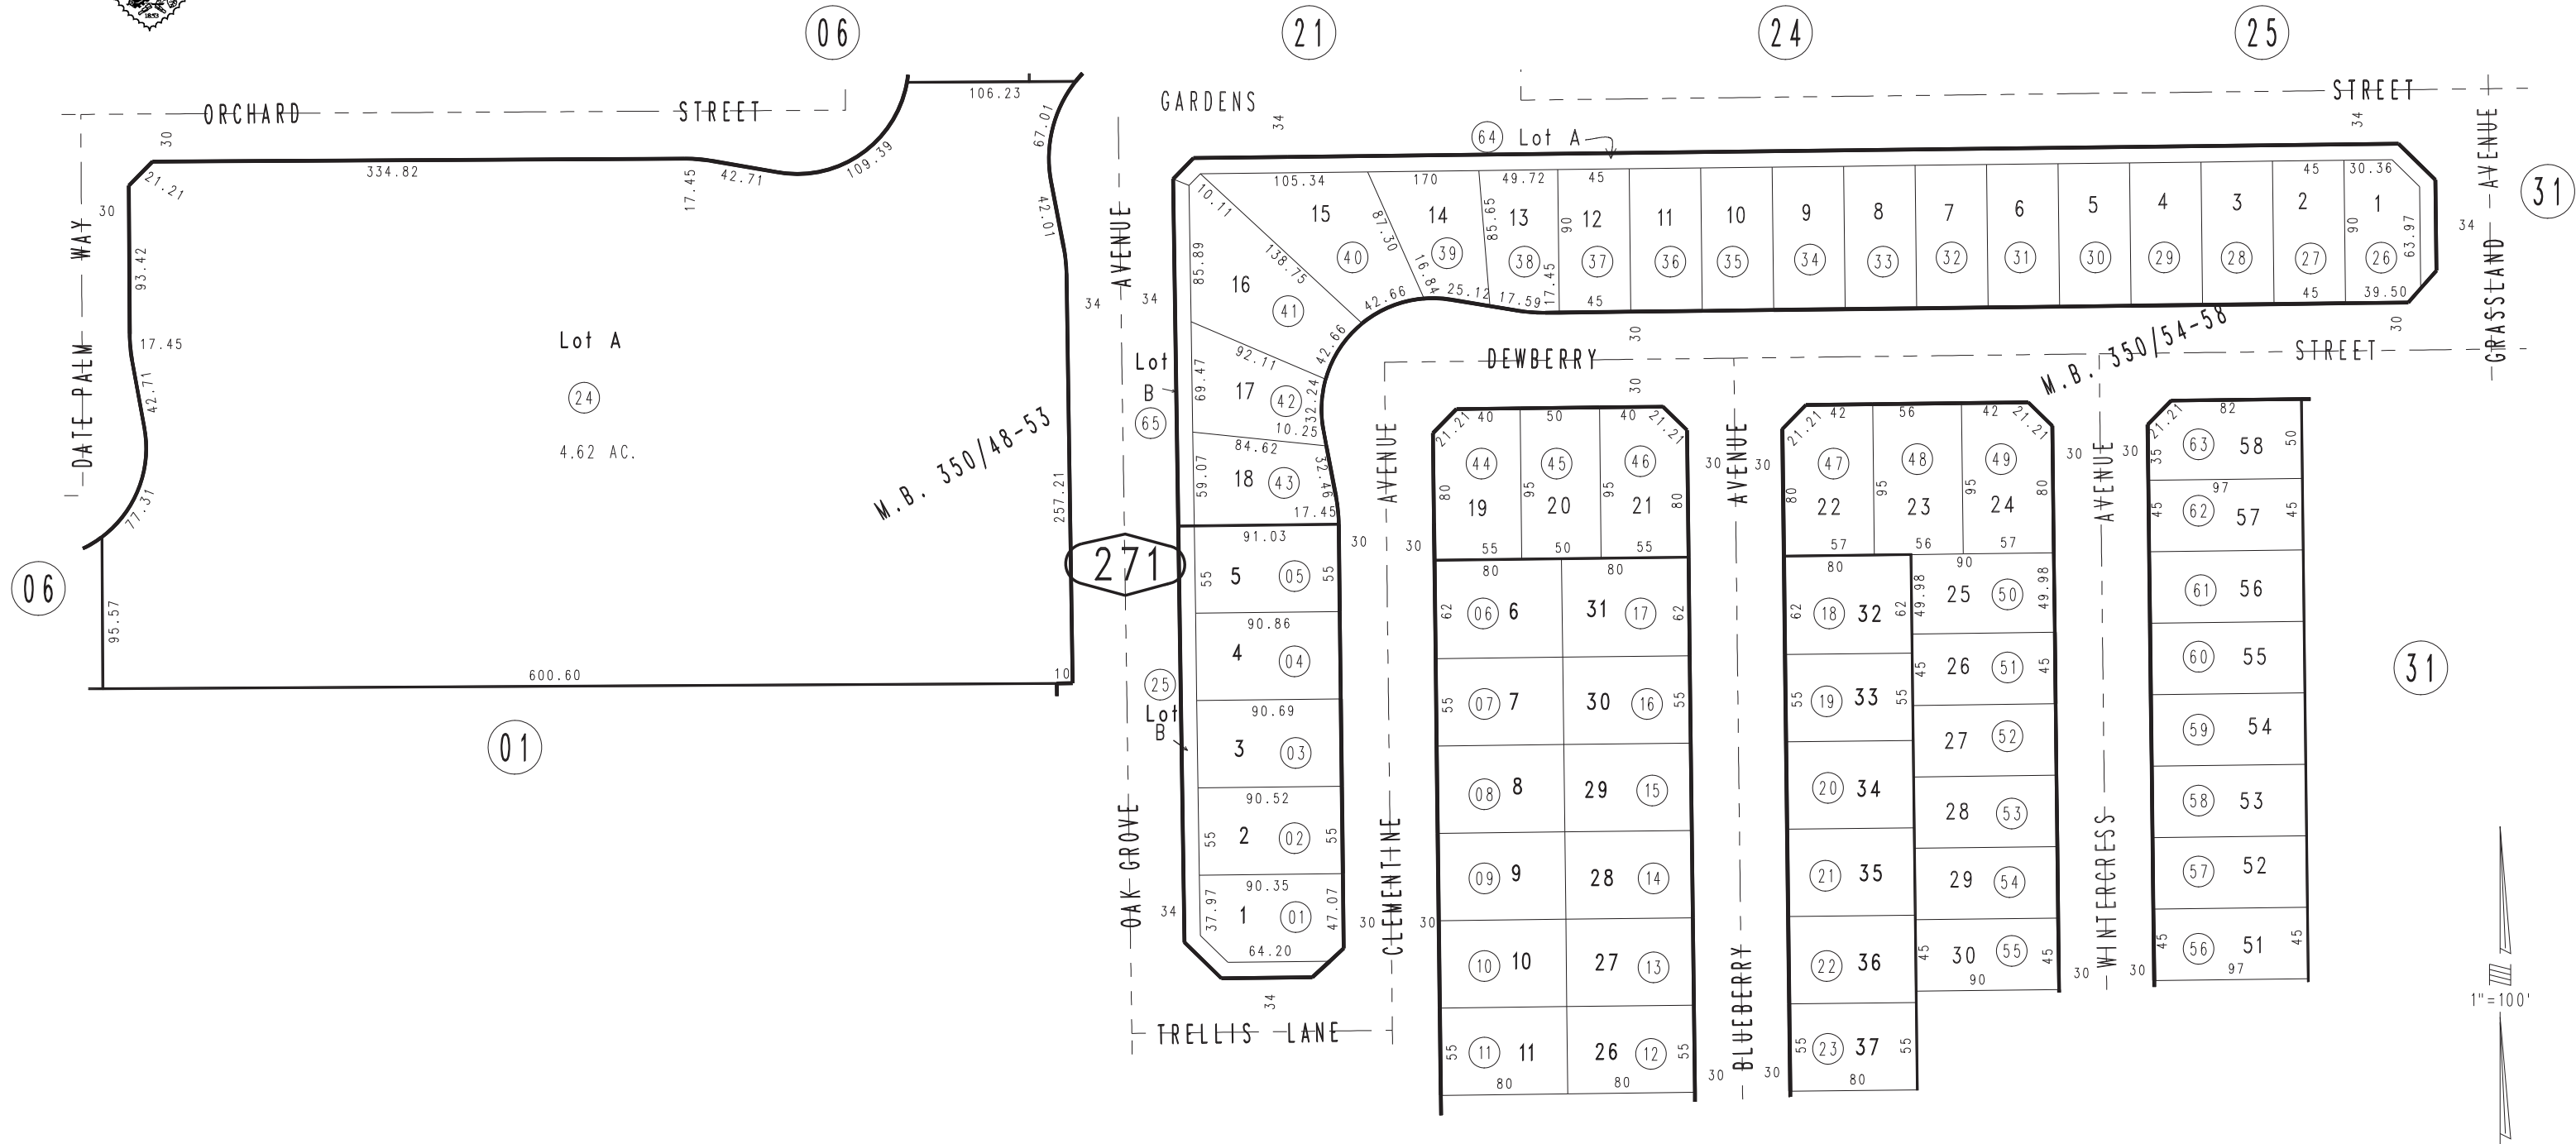 06
21
24
25
ORCHARD STREET
GARDENS STREET
106.23
67.01
109.39
42.01
30
334.82
17.45
42.71
21.21
30
93.42
17.45
42.71
77.31
95.57
DATE PALM WAY
Lot A
24
4.62 AC.
M.B. 350/48-53
257.21
600.60
10
06
01
271
OAK GROVE AVENUE
34
34
34
34
34
34
64 Lot A
Lot
B
65
25
Lot
B
10.11
105.34
170
49.72
45
45
30.36
85.89
138.75
87.30
16.84
85.65
90
17.45
90
63.97
42.66
25.12
17.59
45
45
39.50
42.66
15 40
14 39
13 38
12 37
11 36
10 35
9 34
8 33
7 32
6 31
5 30
4 29
3 28
2 27
1 26
16 41
92.11
69.47
17 42
32.24
10.25
84.62
32.46
59.07
18 43
17.45
91.03
55 5 05 55
90.86
4 04
90.69
3 03
90.52
55 2 02 55
90.35
37.97 1 01 47.07
64.20
34
TRELLIS LANE
CLEMENTINE AVENUE
30 30
30 30
DEWBERRY STREET
30
30
30
M.B. 350/54-58
GRASSLAND AVENUE
31
31
21.21 40 50 40 21.21
44 45 46
80 95 95 80
19 20 21
55 50 55
80 80
62 06 6 31 17 62
55 07 7 30 16 55
08 8 29 15
09 9 28 14
10 10 27 13
55 11 11 26 12 55
80 80
BLUEBERRY AVENUE
30 30
30 30
21.21 42 56 42 21.21
47 48 49
80 95 95 80
22 23 24
57 56 57
80 90
62 18 32 62
49.98 25 50 49.98
55 19 33 55
45 26 51 45
20 34
27 52
28 53
21 35
29 54
22 36
45 30 55 45
90
55 23 37 55
80
WINTERCRESS AVENUE
30 30
30 30
21.21 82
35 63 58 50
97
45 62 57 45
61 56
60 55
59 54
58 53
57 52
45 56 51 45
97
1"=100'